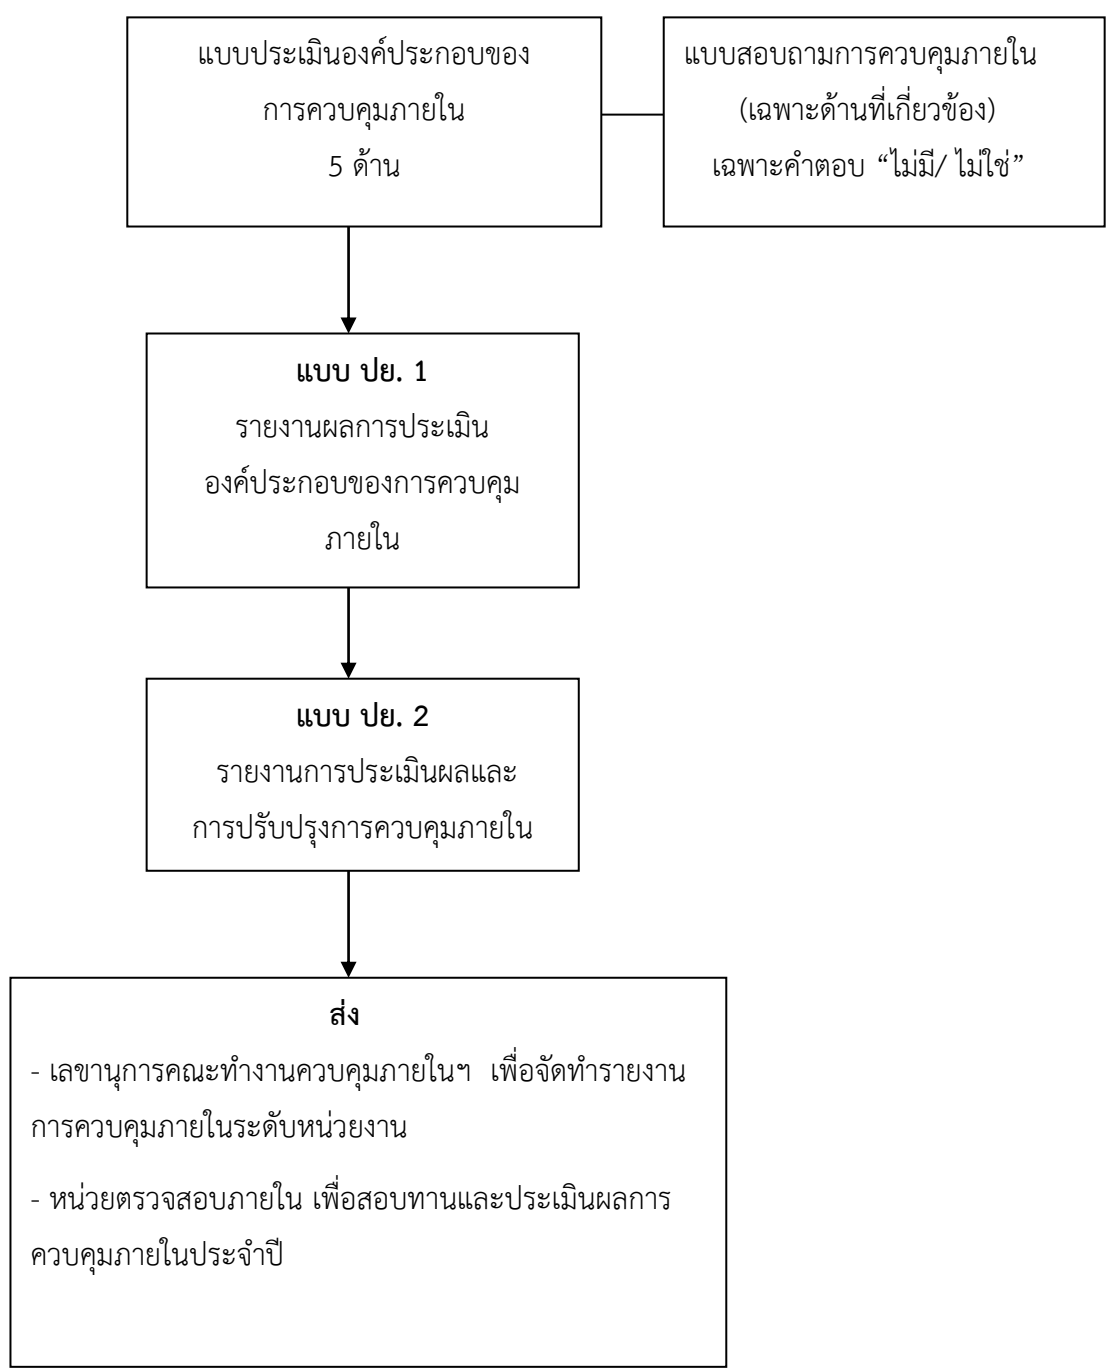 แบบประเมินองค์ประกอบของ
การควบคุมภายใน
5 ด้าน
แบบสอบถามการควบคุมภายใน
(เฉพาะด้านที่เกี่ยวข้อง)
เฉพาะคำตอบ “ไม่มี/ ไม่ใช่”
แบบ ปย. 1
รายงานผลการประเมิน
องค์ประกอบของการควบคุม
ภายใน
แบบ ปย. 2
รายงานการประเมินผลและ
การปรับปรุงการควบคุมภายใน
ส่ง
- เลขานุการคณะทำงานควบคุมภายในฯ เพื่อจัดทำรายงาน
การควบคุมภายในระดับหน่วยงาน
- หน่วยตรวจสอบภายใน เพื่อสอบทานและประเมินผลการ
ควบคุมภายในประจำปี